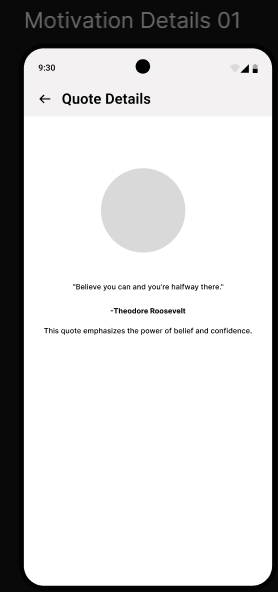 Motivation Details 01
9:30
Quote Details
"Believe you can and you're halfway there."
-Theodore Roosevelt
This quote emphasizes the power of belief and confidence.